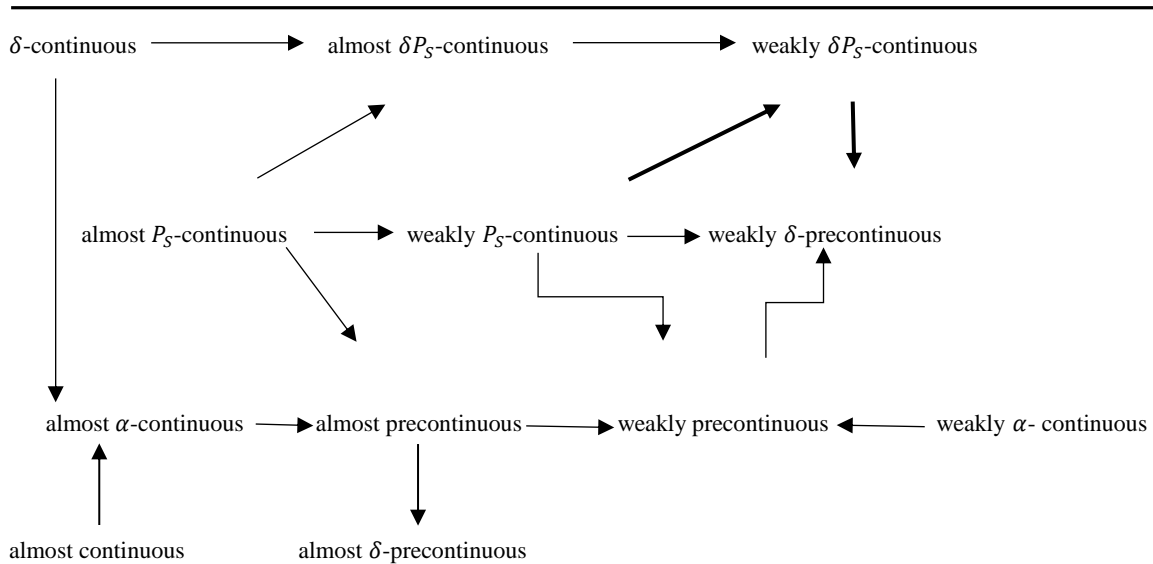 δ-continuous almost δP_S-continuous weakly δP_S-continuous
almost P_S-continuous weakly P_S-continuous weakly δ-precontinuous
almost α-continuous almost precontinuous weakly precontinuous weakly α- continuous
almost continuous almost δ-precontinuous